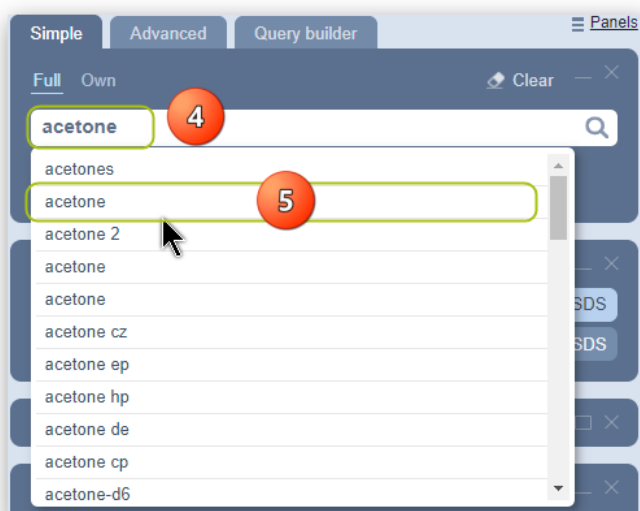 Simple Advanced Query builder Panels
Full Own Clear
acetone 4
acetones
acetone 5
acetone 2
acetone
acetone
SDS
acetone cz
SDS
acetone ep
acetone hp
acetone de
acetone cp
acetone-d6